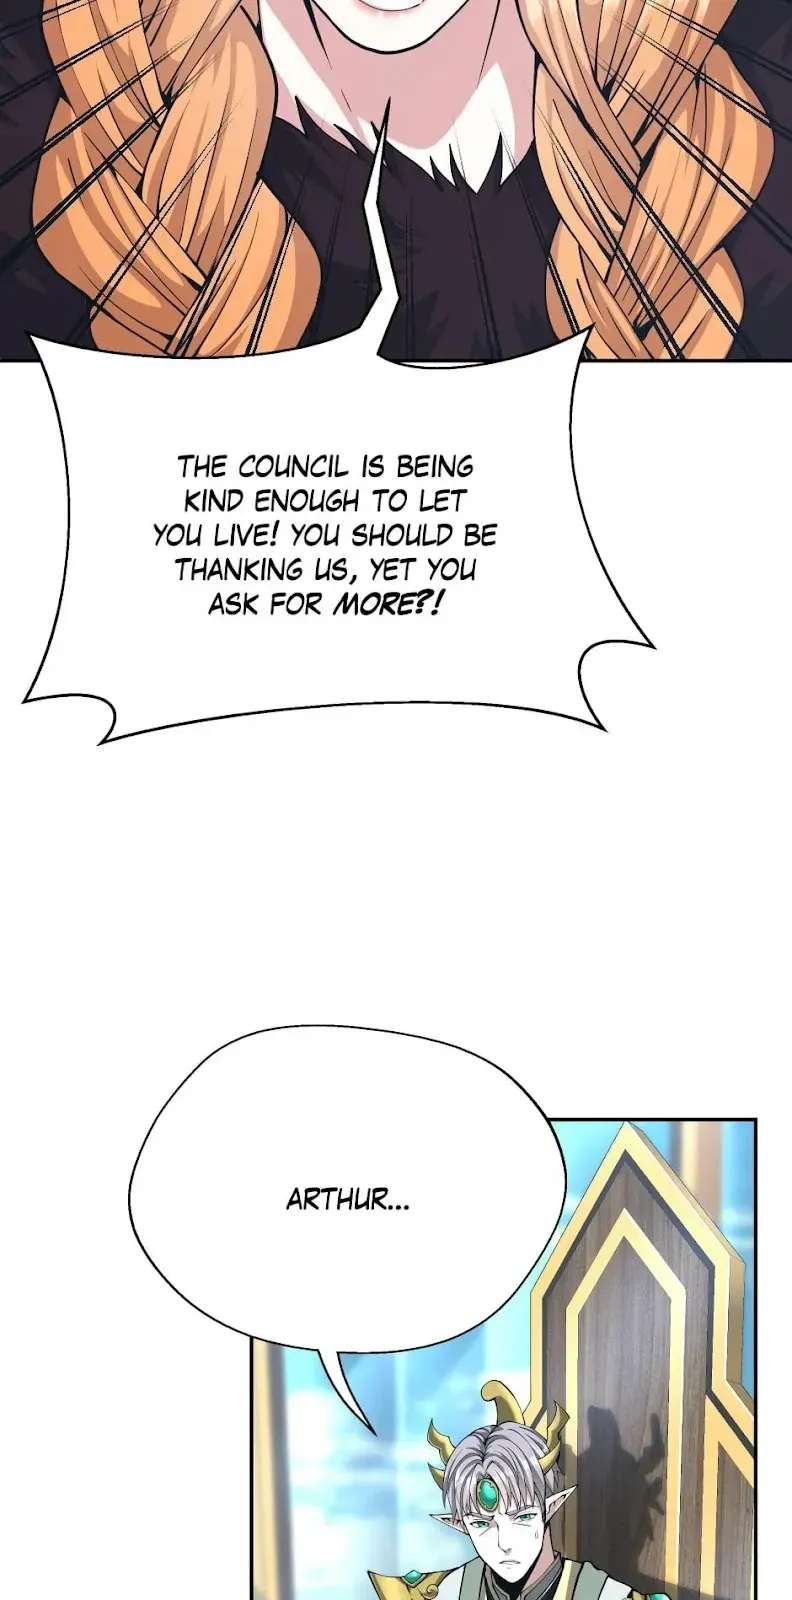 THE COUNCIL IS BEING
KIND ENOUGH TO LET
YOU LIVE! YOU SHOULD BE
THANKING US, YET YOU
ASK FOR MORE?!
ARTHUR...